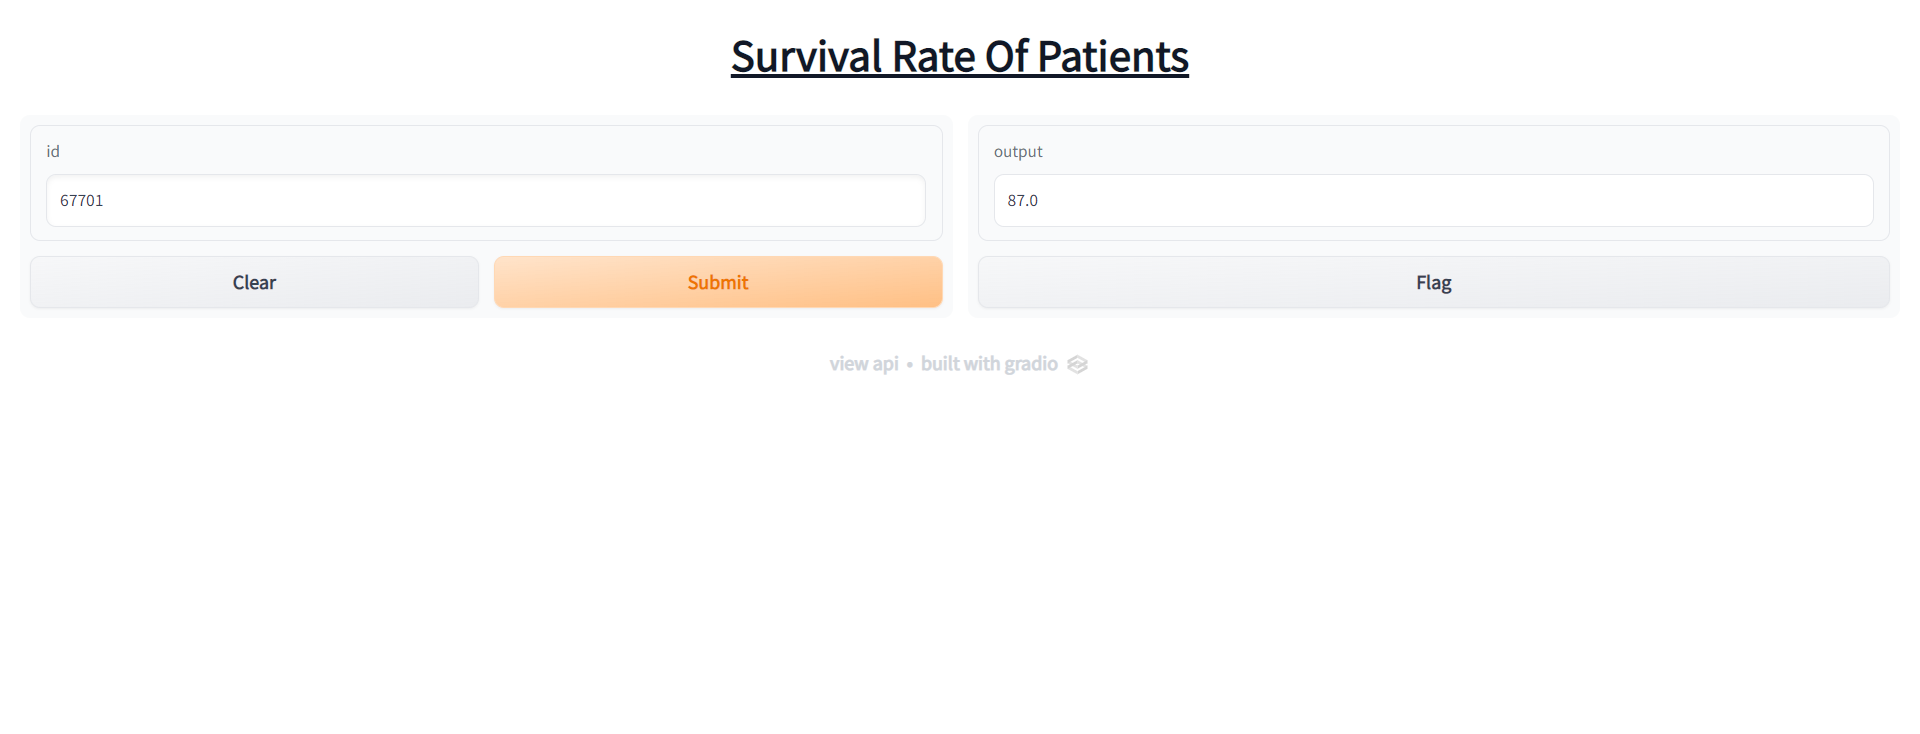 Survival Rate Of Patients
id
67701
Clear
Submit
output
87.0
Flag
view api • built with gradio